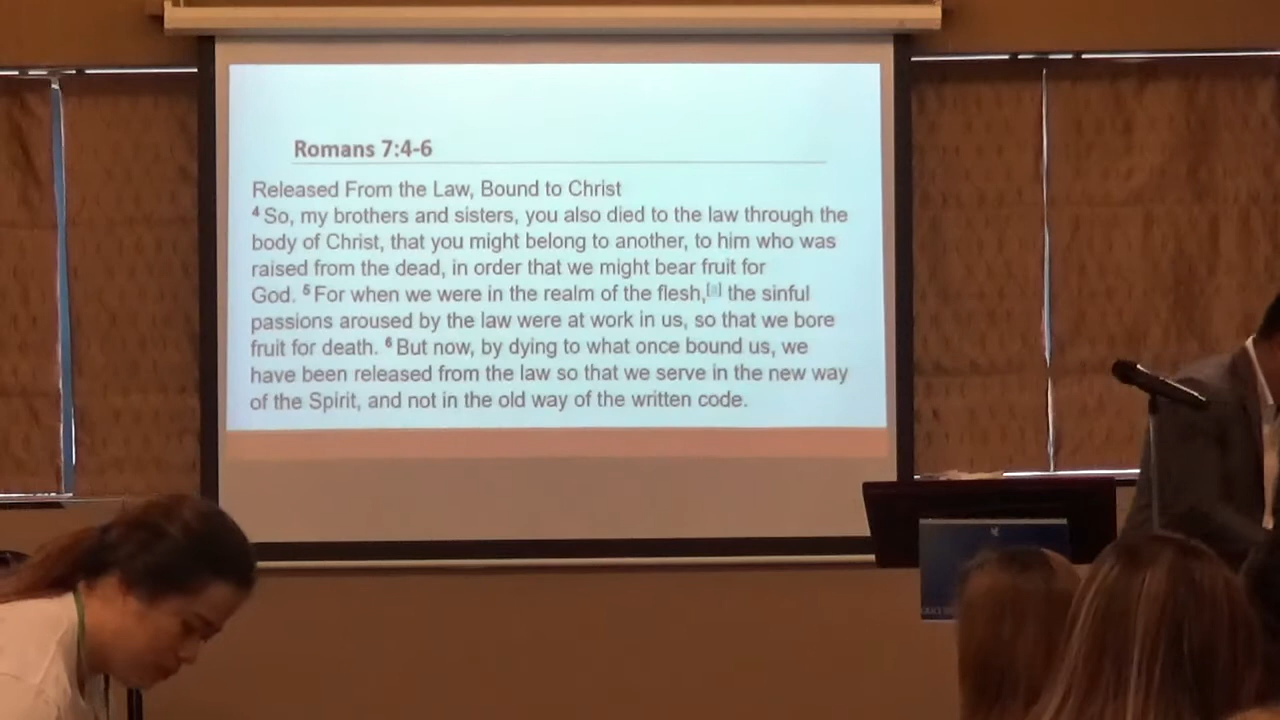 Romans 7:4-6
Released From the Law, Bound to Christ
4 So, my brothers and sisters, you also died to the law through the
body of Christ, that you might belong to another, to him who was
raised from the dead, in order that we might bear fruit for
God. 5 For when we were in the realm of the flesh,[a] the sinful
passions aroused by the law were at work in us, so that we bore
fruit for death. 6 But now, by dying to what once bound us, we
have been released from the law so that we serve in the new way
of the Spirit, and not in the old way of the written code.